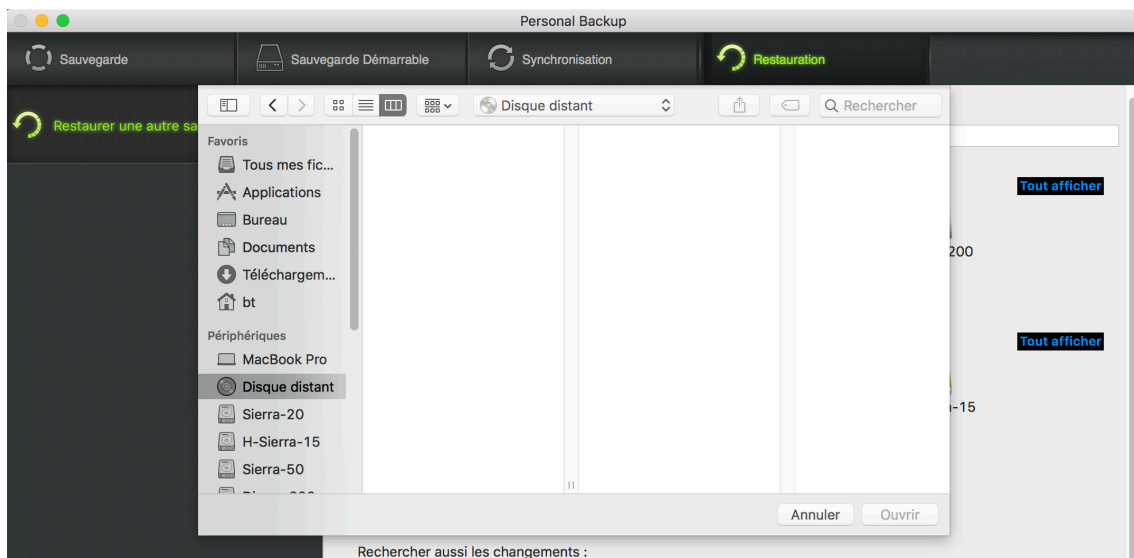 Personal Backup
Sauvegarde
Sauvegarde Démarrable
Synchronisation
Restauration
Restaurer une autre sa
Disque distant
Rechercher
Favoris
Tous mes fic...
Applications
Bureau
Documents
Téléchargem...
bt
Périphériques
MacBook Pro
Disque distant
Sierra-20
H-Sierra-15
Sierra-50
Tout afficher
200
Tout afficher
-15
Annuler
Ouvrir
Rechercher aussi les changements :